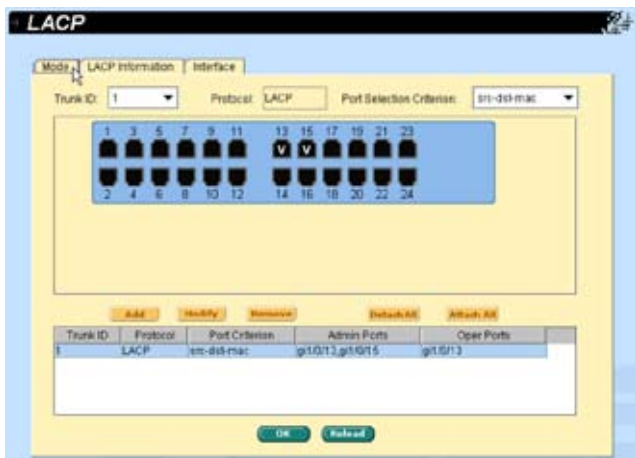 LACP
Mode LACP Information Interface
Trunk ID: 1 Protocol: LACP Port Selection Criterion: src-dst-mac
1 3 5 7 9 11 13 15 17 19 21 23
V V
2 4 6 8 10 12 14 16 18 20 22 24
Add Modify Remove Detach All Attach All
Trunk ID Protocol Port Criterion Admin Ports Oper Ports
1 LACP src-dst-mac gi1/0/13,gi1/0/15 gi1/0/13
OK Reload